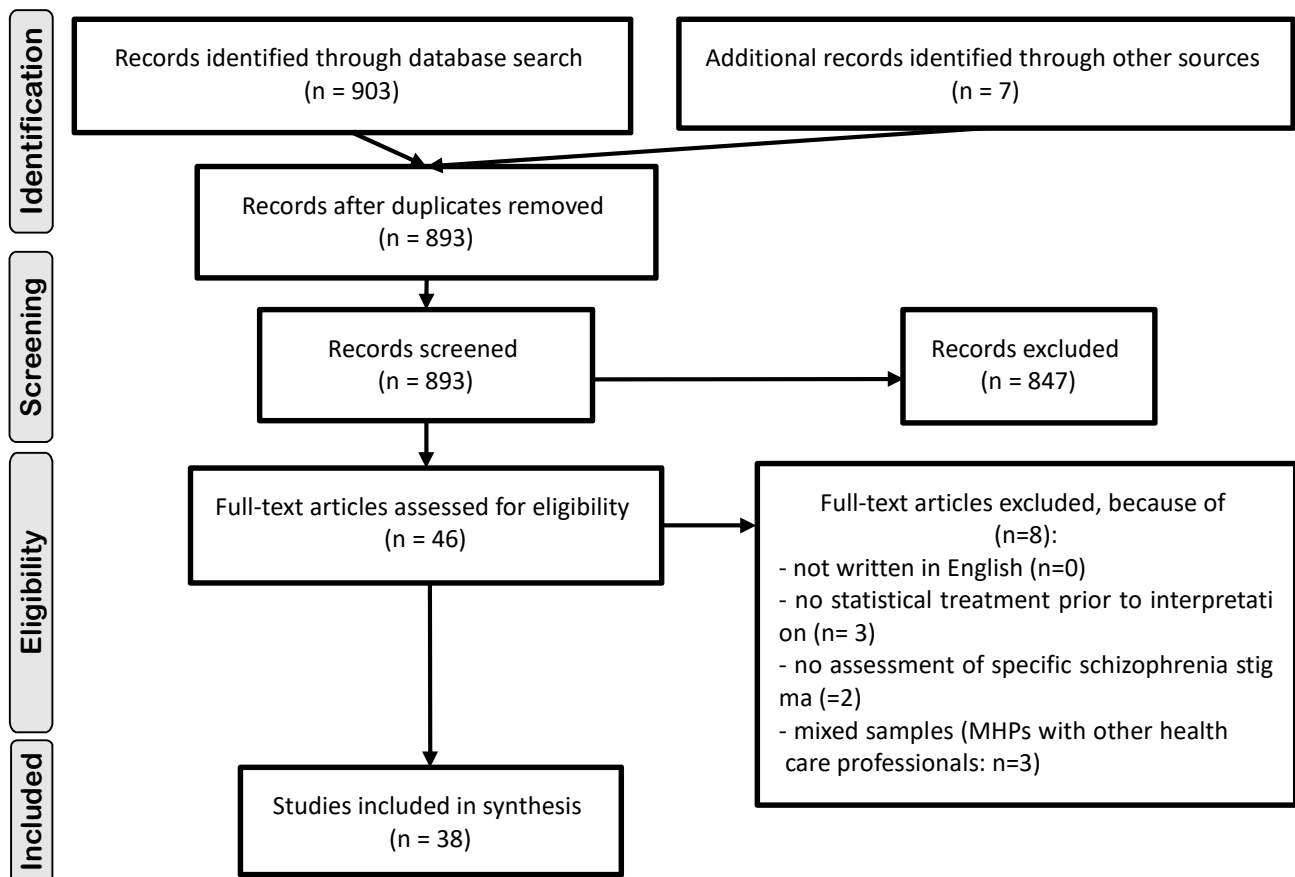 Identification
Records identified through database search
(n = 903)
Additional records identified through other sources
(n = 7)
Records after duplicates removed
(n = 893)
Screening
Records screened
(n = 893)
Records excluded
(n = 847)
Eligibility
Full-text articles assessed for eligibility
(n = 46)
Full-text articles excluded, because of
(n=8):
- not written in English (n=0)
- no statistical treatment prior to interpretati
on (n= 3)
- no assessment of specific schizophrenia stig
ma (=2)
- mixed samples (MHPs with other health
care professionals: n=3)
Included
Studies included in synthesis
(n = 38)